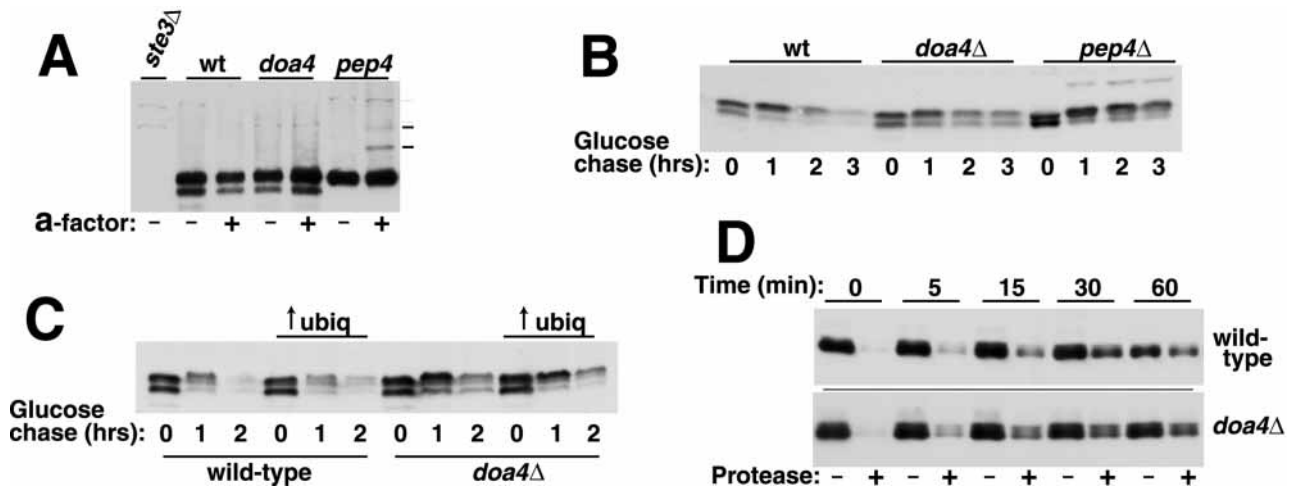 A
ste3Δ
wt doa4 pep4
a-factor: – + – + – +
– 
B
wt doa4Δ pep4Δ
Glucose
chase (hrs): 0 1 2 3 0 1 2 3 0 1 2 3
C
↑ubiq ↑ubiq
Glucose
chase (hrs): 0 1 2 0 1 2 0 1 2 0 1 2
wild-type doa4Δ
D
Time (min): 0 5 15 30 60
wild-
type
doa4Δ
Protease: – + – + – + – + – +